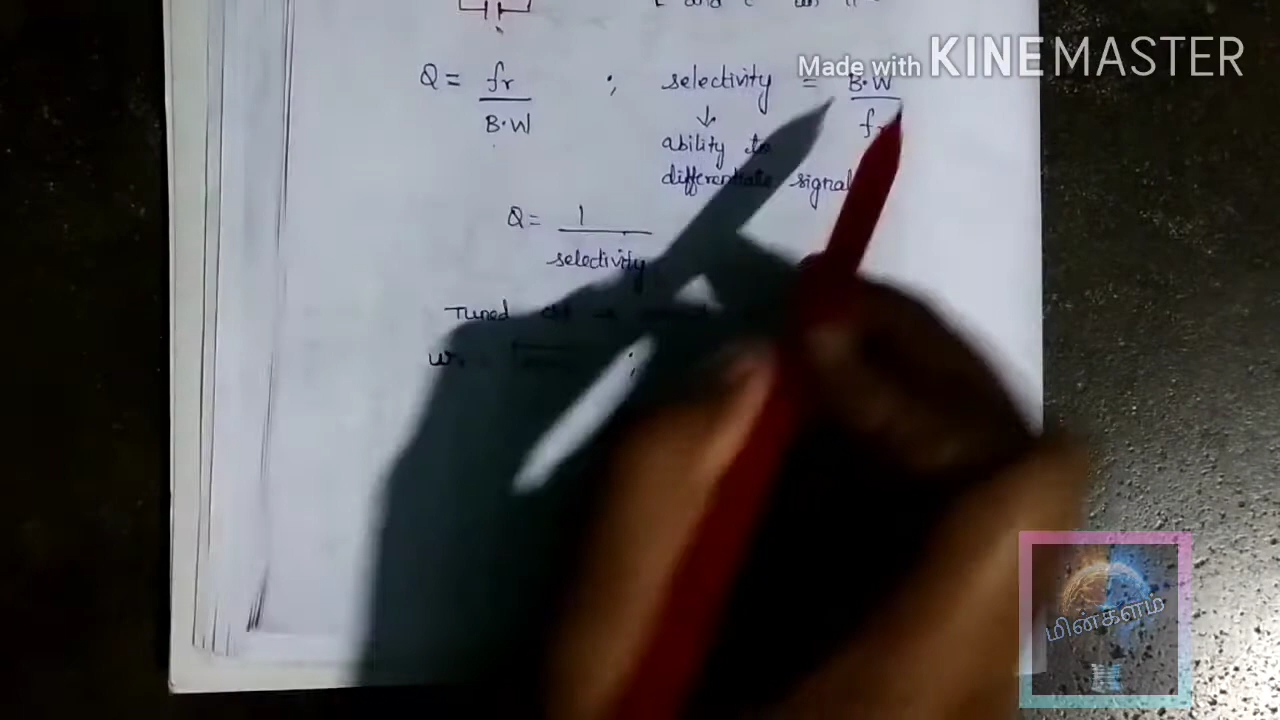 Made with KINEMASTER
Q = fr / B.W ; selectivity = B.W / fr
↓
ability to
differentiate signal
Q = 1 / selectivity
Tuned
மின்களம்